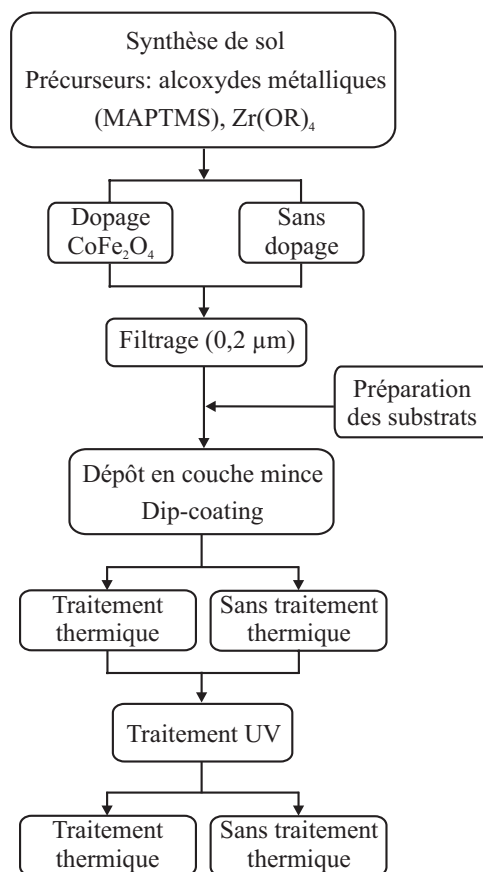 Synthèse de sol
Précurseurs: alcoxydes métalliques
(MAPTMS), Zr(OR)₄
Dopage
CoFe₂O₄
Sans
dopage
Filtrage (0,2 µm)
Préparation
des substrats
Dépôt en couche mince
Dip-coating
Traitement
thermique
Sans traitement
thermique
Traitement UV
Traitement
thermique
Sans traitement
thermique